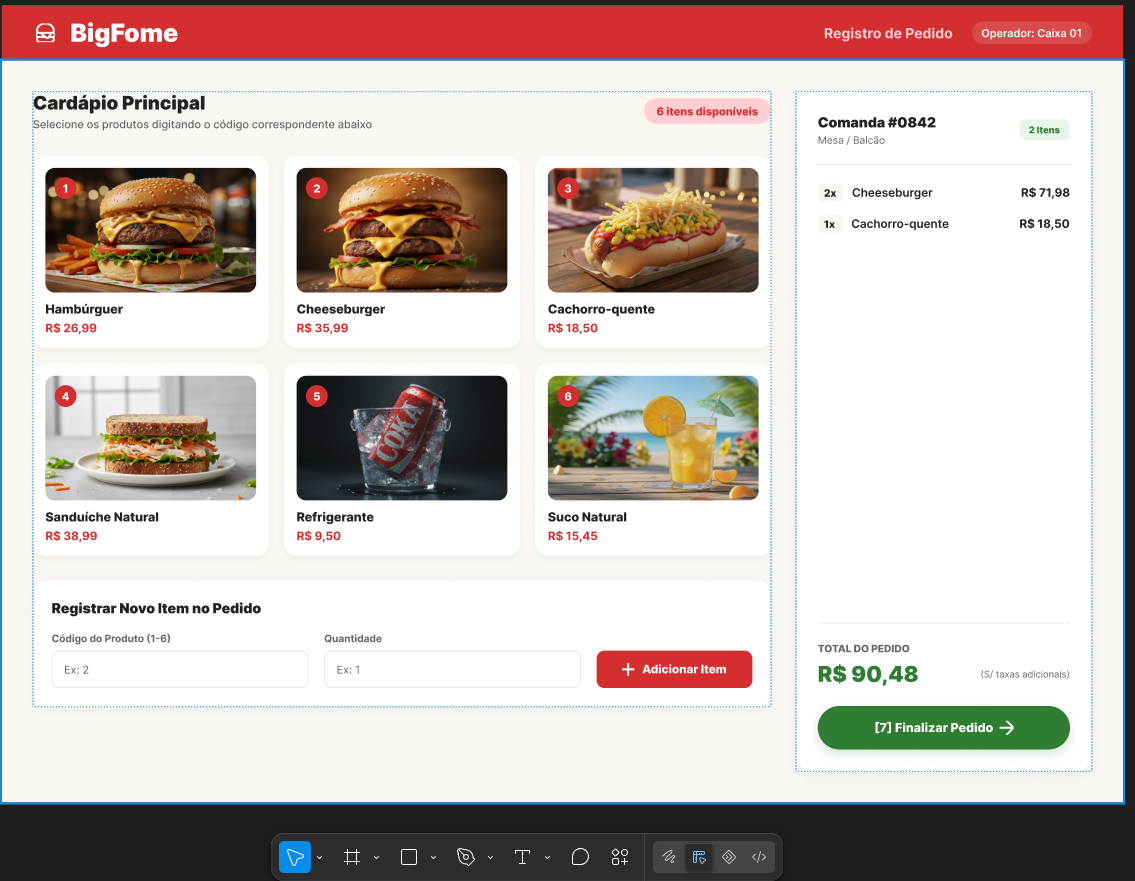 BigFome
Registro de Pedido
Operador: Caixa 01
Cardápio Principal
Selecione os produtos digitando o código correspondente abaixo
6 itens disponíveis
1
2
3
Hambúrguer
R$ 26,99
Cheeseburger
R$ 35,99
Cachorro-quente
R$ 18,50
4
5
COKA
6
Sanduíche Natural
R$ 38,99
Refrigerante
R$ 9,50
Suco Natural
R$ 15,45
Registrar Novo Item no Pedido
Código do Produto (1-6)
Quantidade
Ex: 2
Ex: 1
Adicionar Item
Comanda #0842
Mesa / Balcão
2 Itens
2x Cheeseburger R$ 71,98
1x Cachorro-quente R$ 18,50
TOTAL DO PEDIDO
R$ 90,48
(S/ taxas adicionais)
[7] Finalizar Pedido